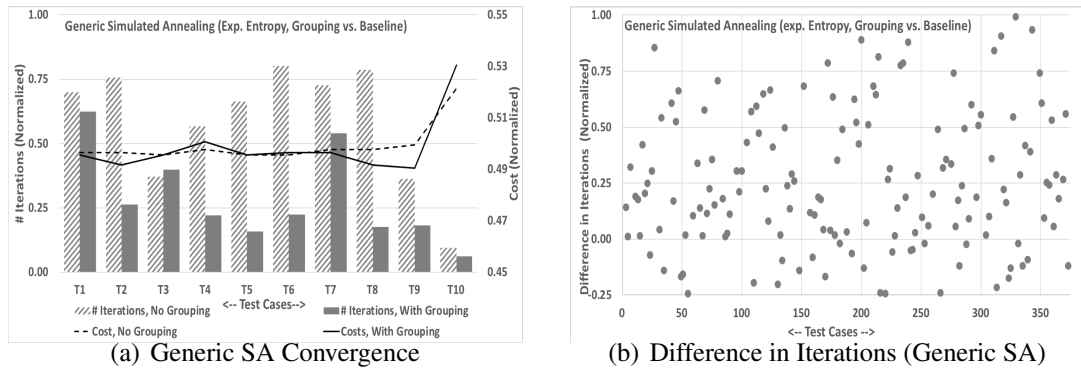 Generic Simulated Annealing (Exp. Entropy, Grouping vs. Baseline)
# Iterations (Normalized)
1.00
0.75
0.50
0.25
0.00
0.55
0.53
0.51
0.49
0.47
0.45
Cost (Normalized)
T1 T2 T3 T4 T5 T6 T7 T8 T9 T10
<-- Test Cases-->
# Iterations, No Grouping
# Iterations, With Grouping
Cost, No Grouping
Costs, With Grouping
(a) Generic SA Convergence
Generic Simulated Annealing (exp. Entropy, Grouping vs. Baseline)
Difference in Iterations (Normalized)
1.00
0.75
0.50
0.25
0.00
-0.25
0 50 100 150 200 250 300 350
<-- Test Cases -->
(b) Difference in Iterations (Generic SA)